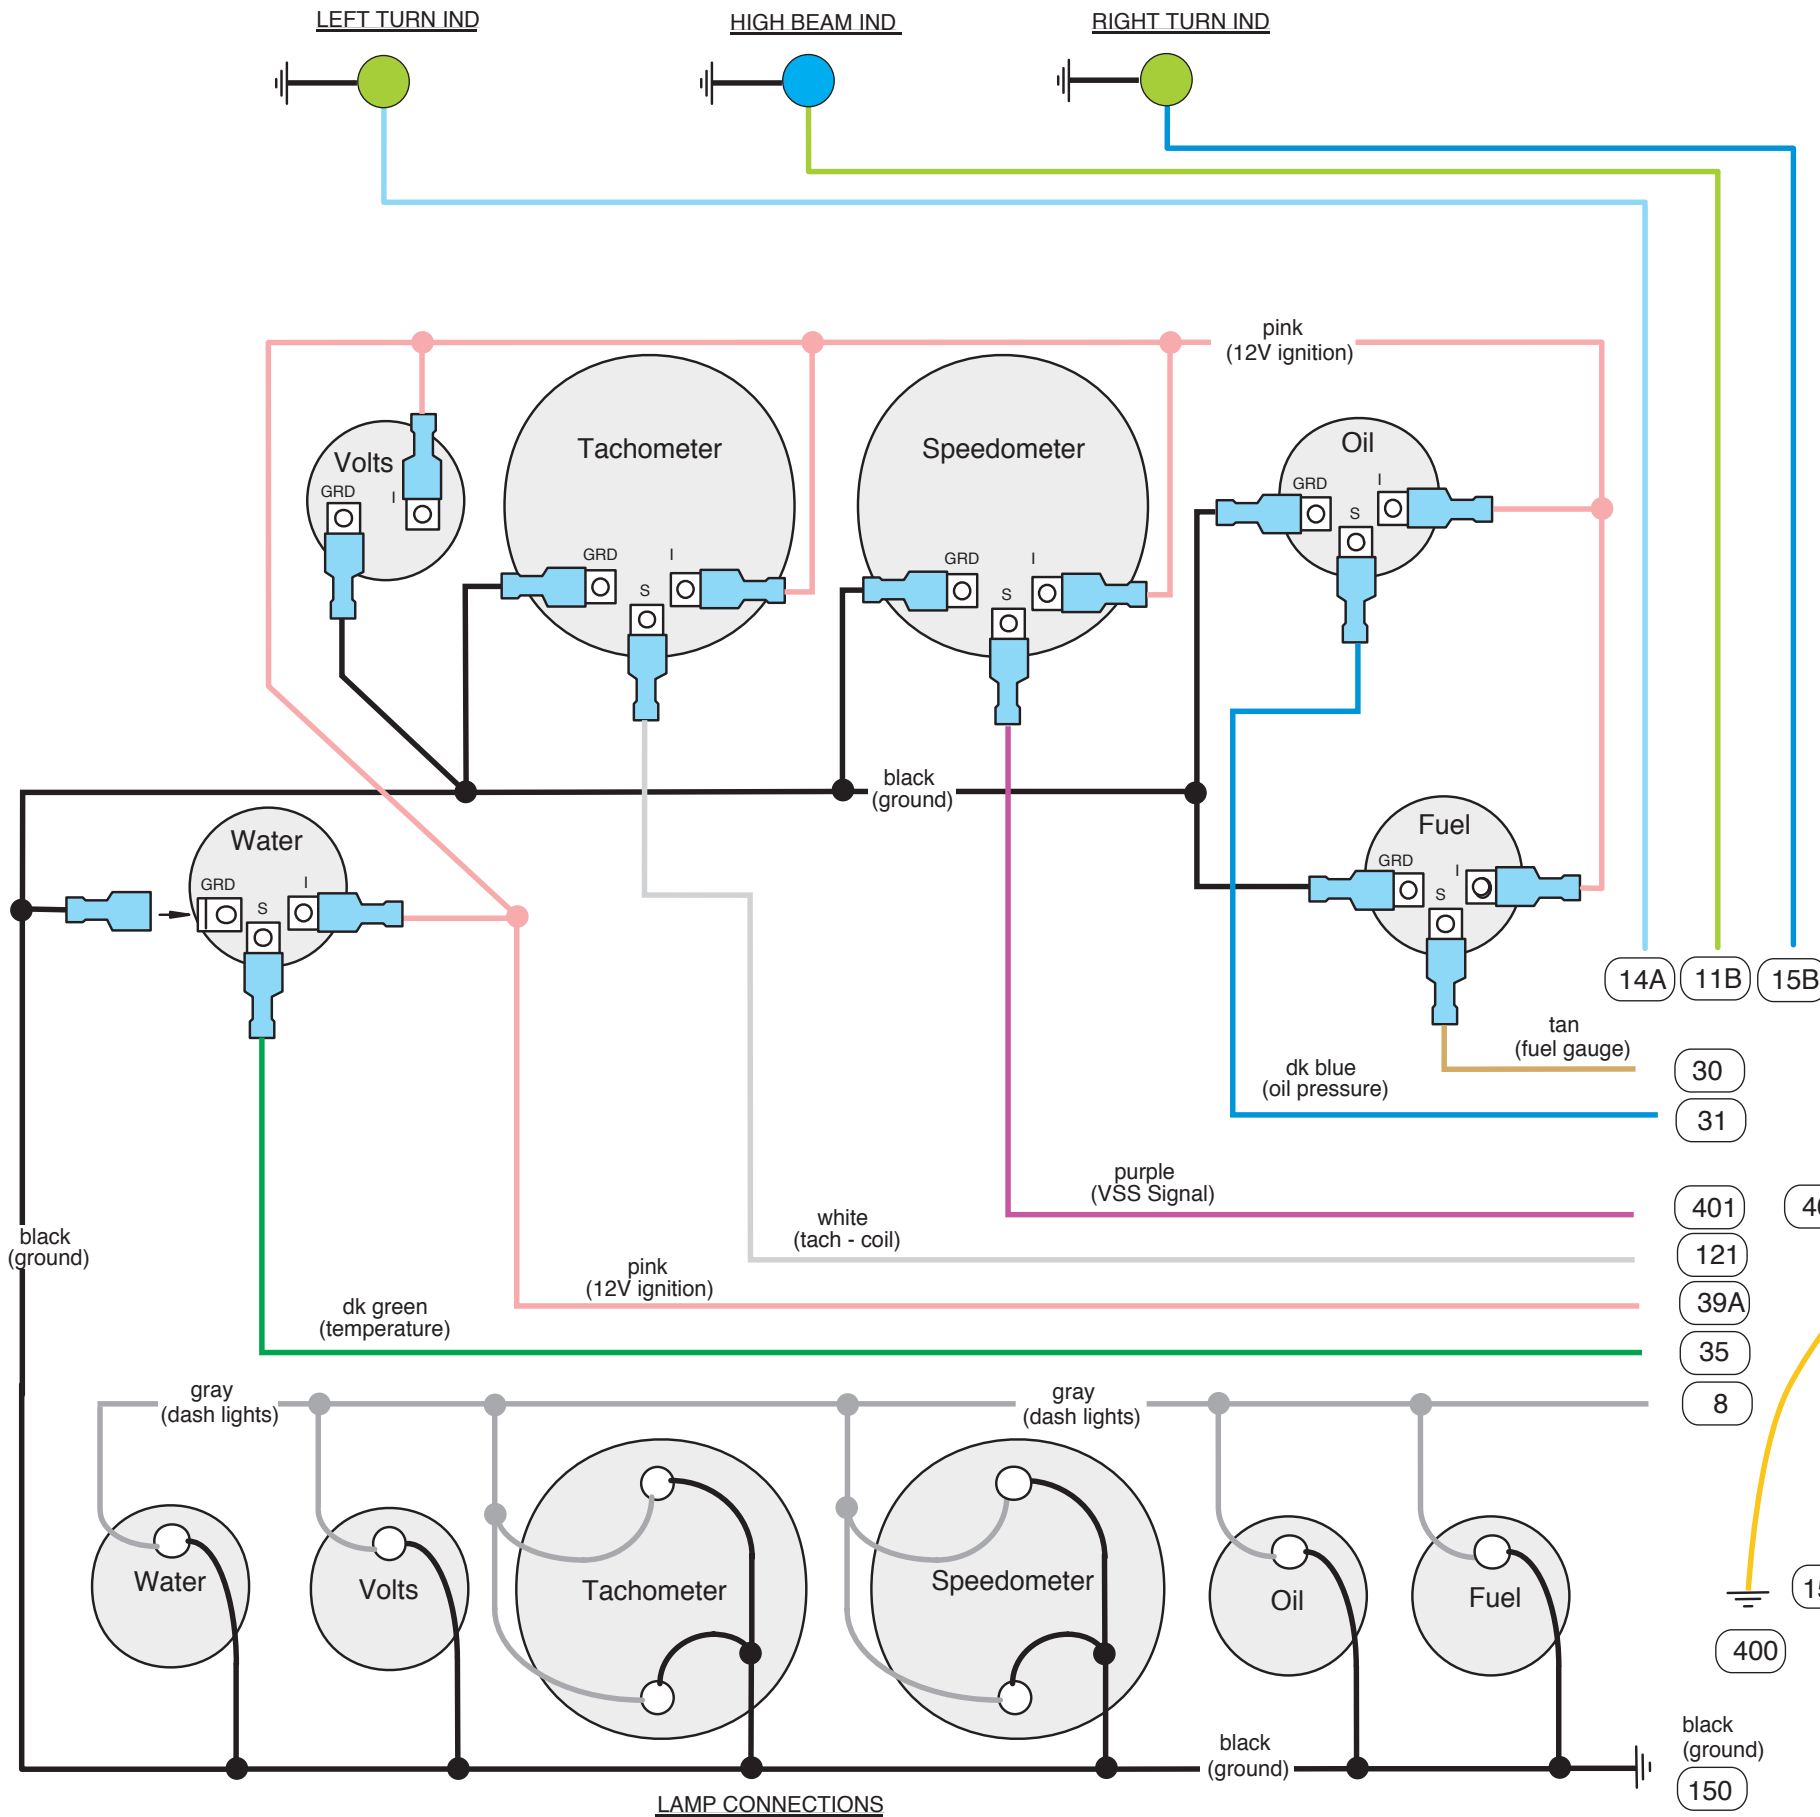 LEFT TURN IND
HIGH BEAM IND
RIGHT TURN IND
pink
(12V ignition)
Volts
GRD
I
Tachometer
GRD
S
I
Speedometer
GRD
S
I
Oil
GRD
S
I
black
(ground)
Water
GRD
S
I
Fuel
GRD
S
I
14A
11B
15B
tan
(fuel gauge)
30
dk blue
(oil pressure)
31
purple
(VSS Signal)
401
white
(tach - coil)
121
black
(ground)
pink
(12V ignition)
39A
dk green
(temperature)
35
gray
(dash lights)
gray
(dash lights)
8
Water
Volts
Tachometer
Speedometer
Oil
Fuel
400
black
(ground)
black
(ground)
150
LAMP CONNECTIONS